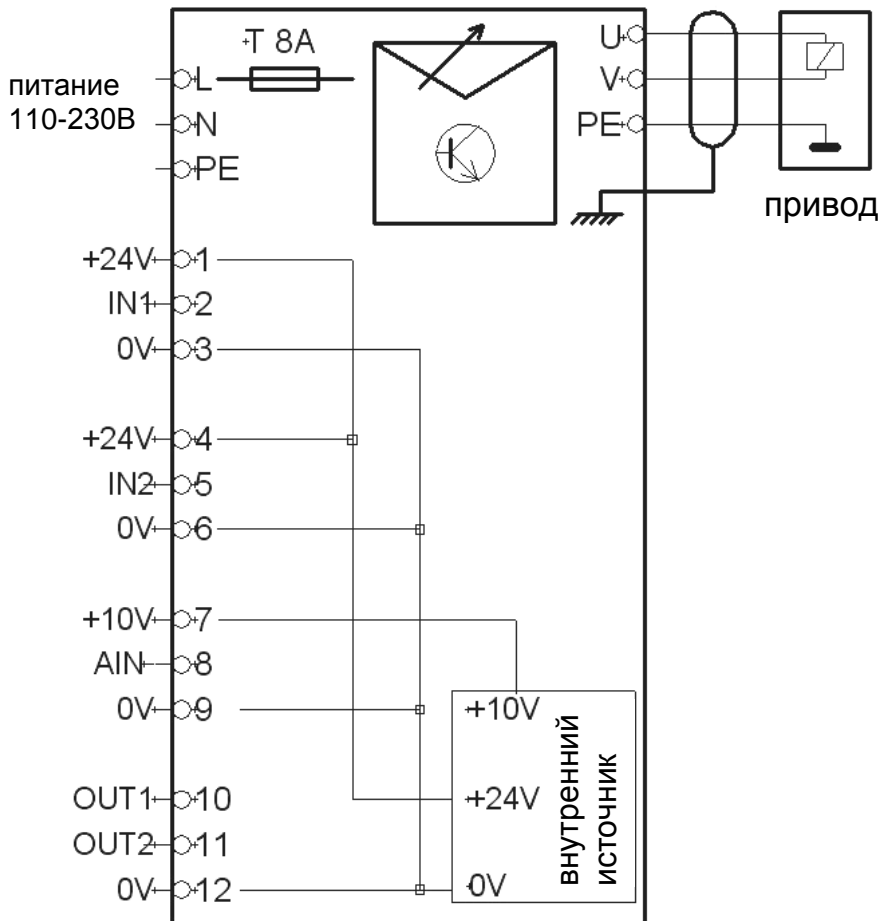 T 8A
питание
110-230В
L
N
PE
U
V
PE
привод
+24V 1
IN1 2
0V 3
+24V 4
IN2 5
0V 6
+10V 7
AIN 8
0V 9
OUT1 10
OUT2 11
0V 12
+10V
+24V
0V
внутренний
источник